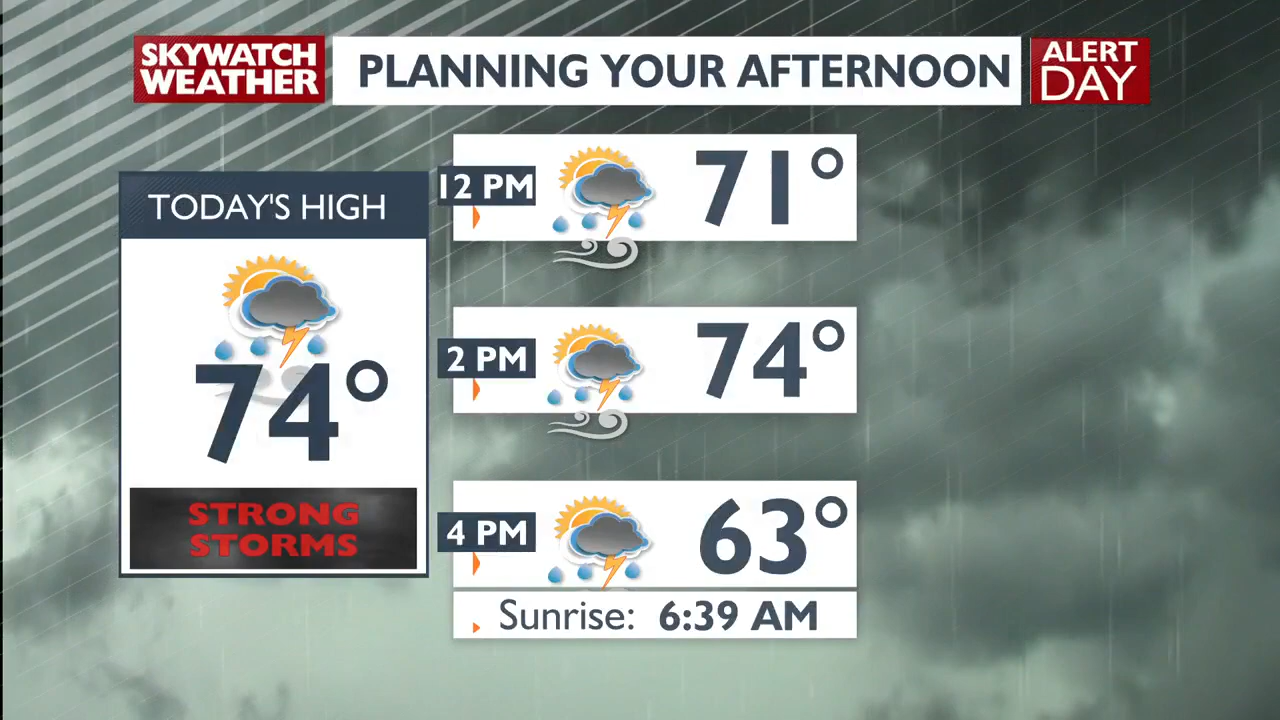 SKYWATCH
WEATHER
PLANNING YOUR AFTERNOON
ALERT
DAY
TODAY'S HIGH
74°
STRONG
STORMS
12 PM 71°
2 PM 74°
4 PM 63°
Sunrise: 6:39 AM